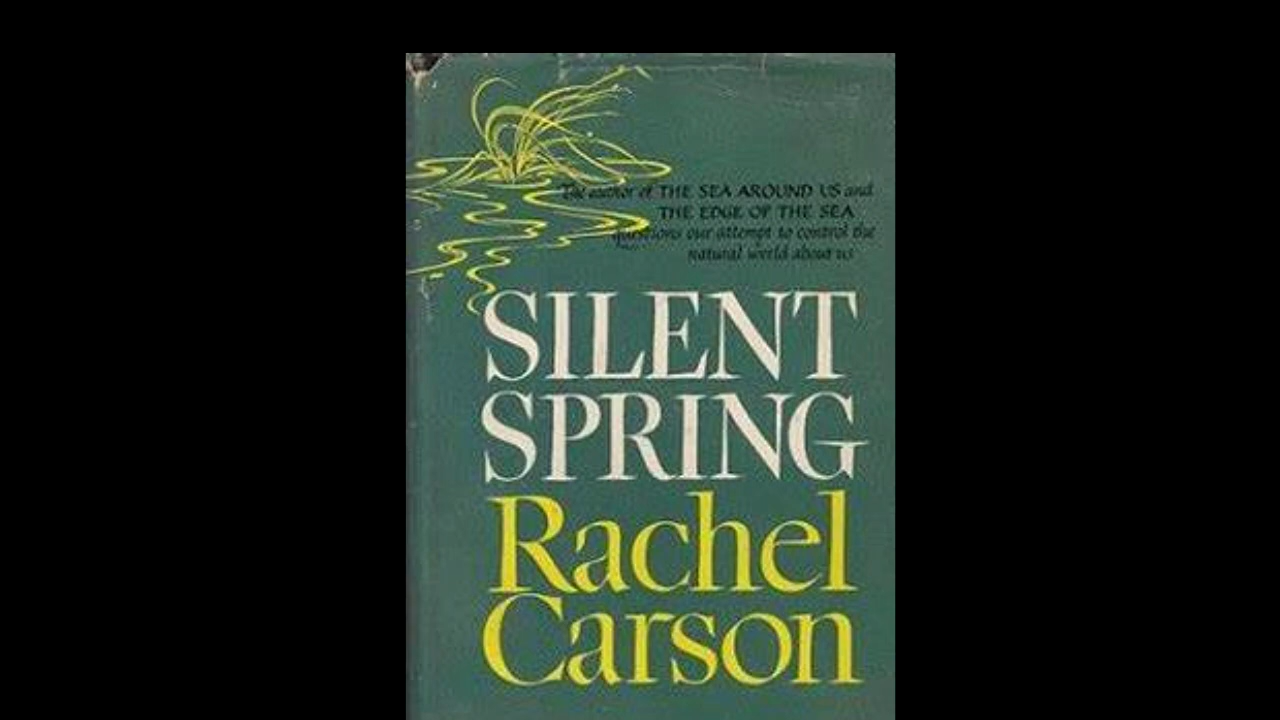 The author of THE SEA AROUND US and
THE EDGE OF THE SEA
questions our attempt to control the
natural world about us
SILENT
SPRING
Rachel
Carson